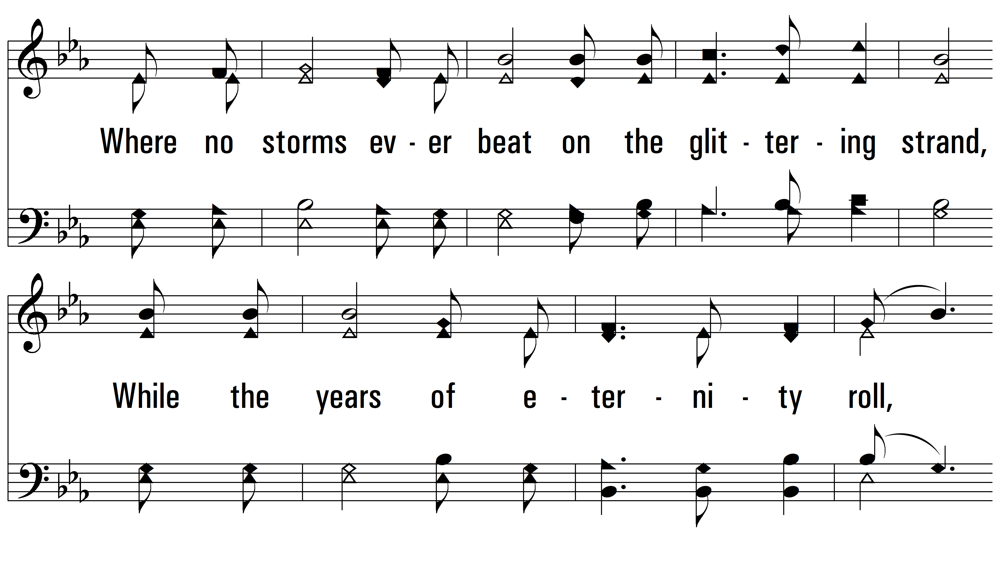 Where no storms ev - er beat on the glit - ter - ing strand,
While the years of e - ter - ni - ty roll,